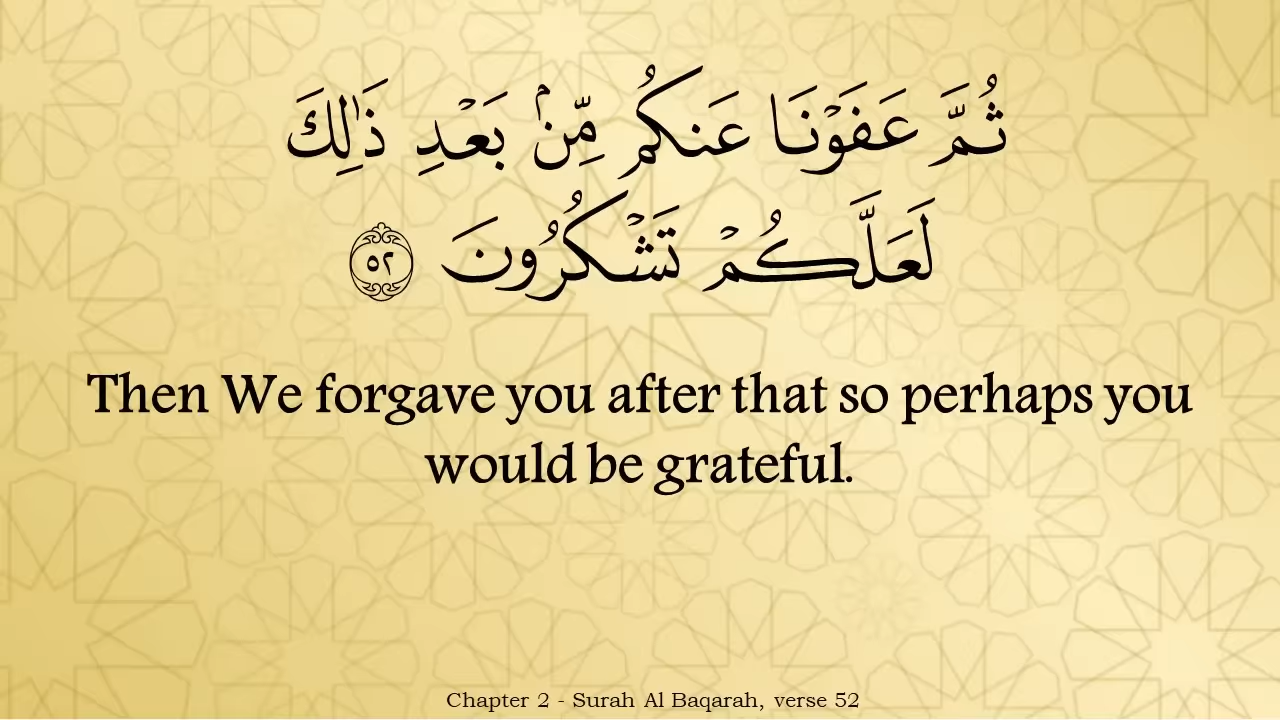 ثُمَّ عَفَوْنَا عَنكُم مِّنۢ بَعْدِ ذَٰلِكَ
لَعَلَّكُمْ تَشْكُرُونَ ٥٢
Then We forgave you after that so perhaps you
would be grateful.
Chapter 2 - Surah Al Baqarah, verse 52